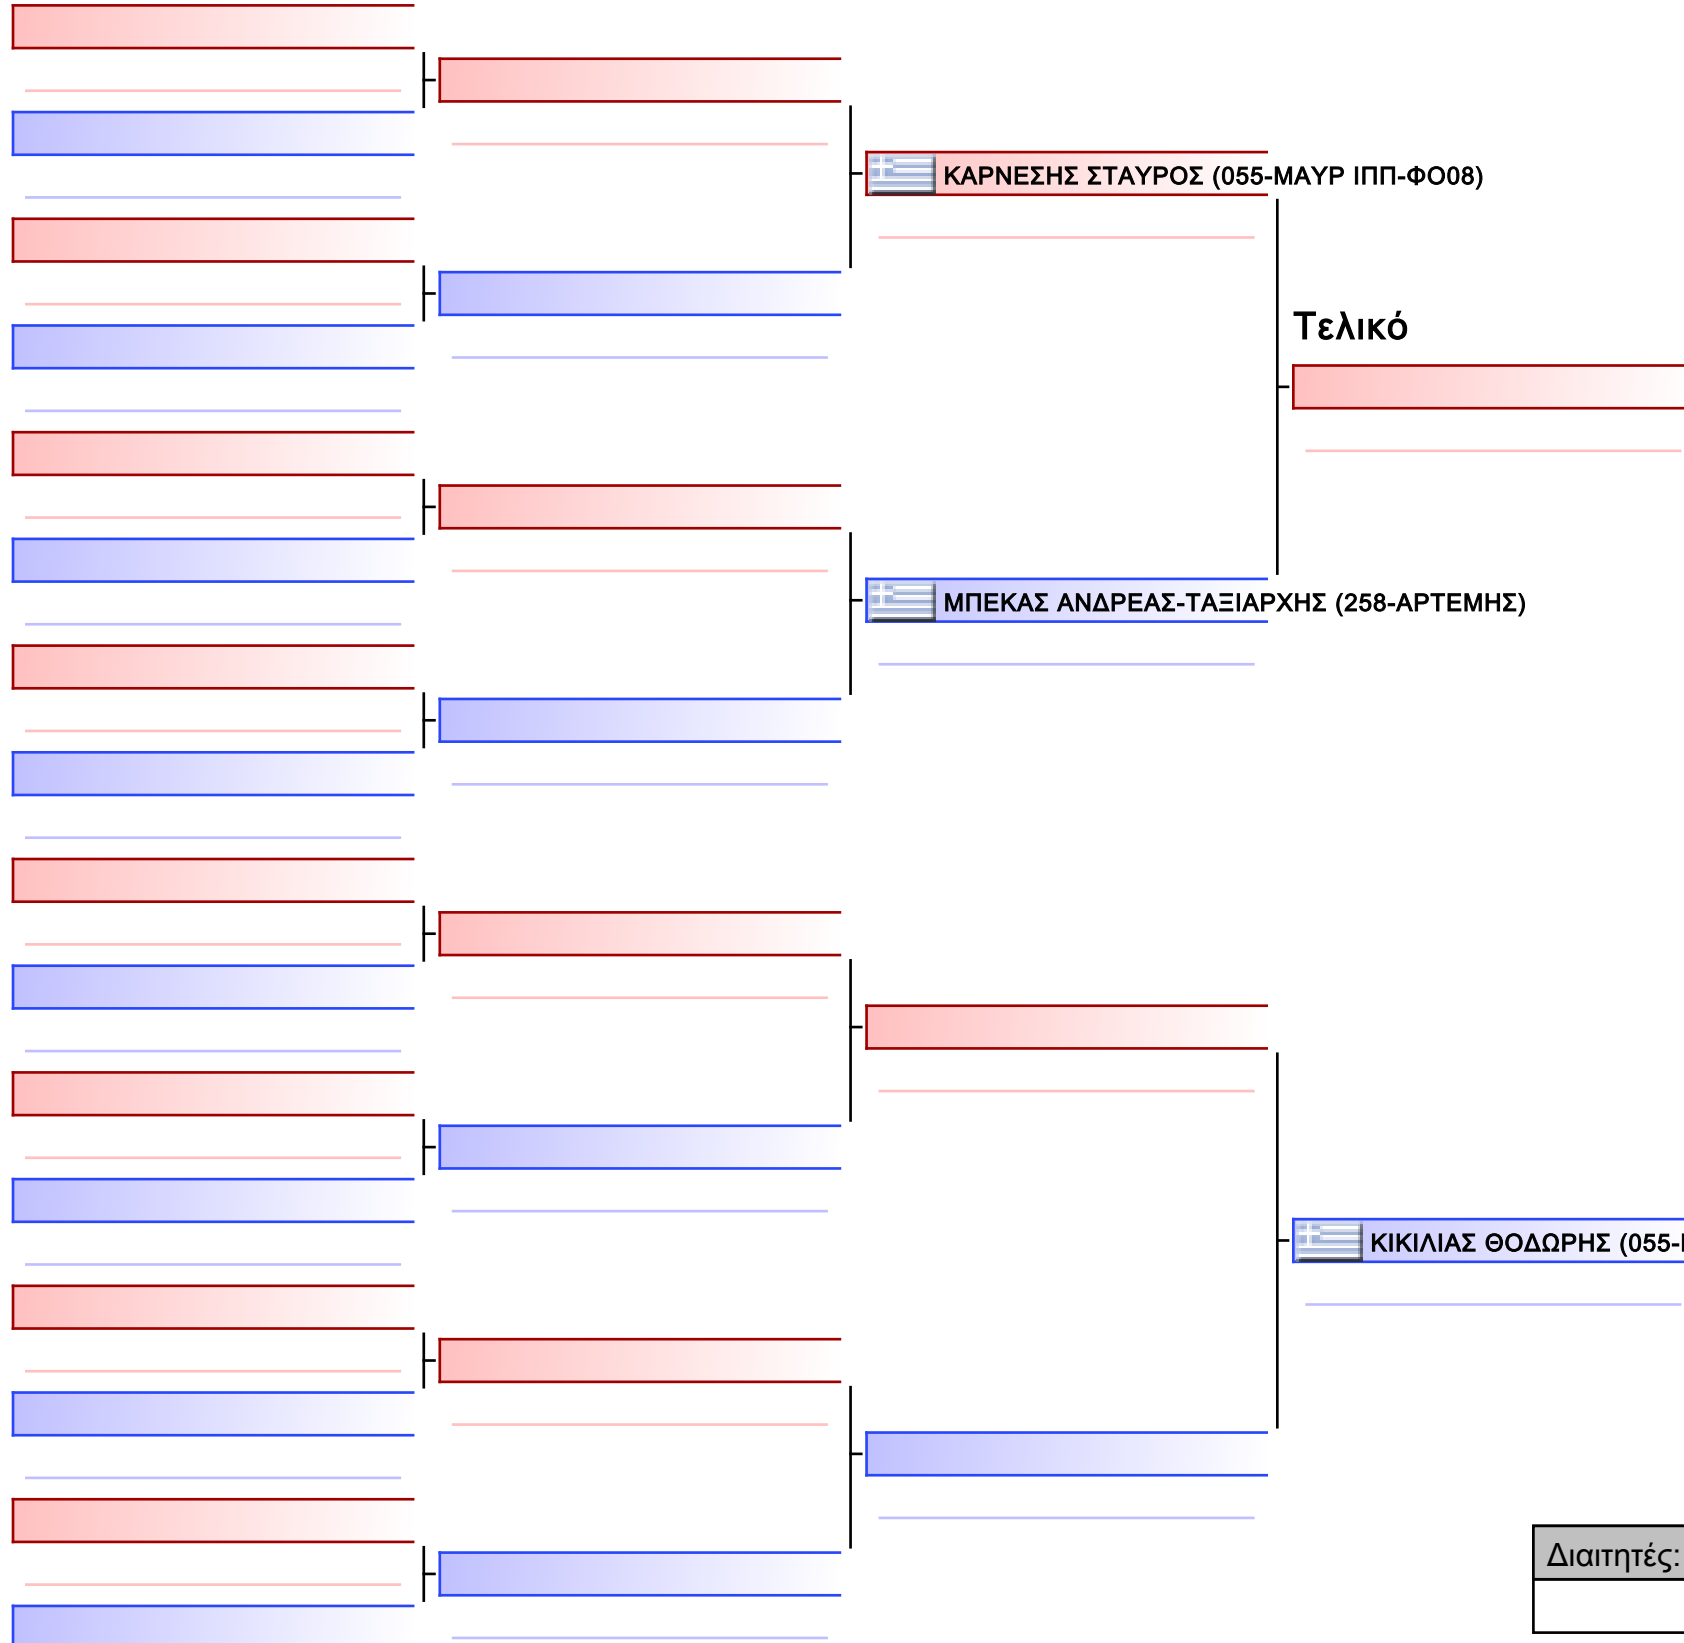 ΚΑΡΝΕΣΗΣ ΣΤΑΥΡΟΣ (055-ΜΑΥΡ ΙΠΠ-ΦΟ08)
Τελικό
ΜΠΕΚΑΣ ΑΝΔΡΕΑΣ-ΤΑΞΙΑΡΧΗΣ (258-ΑΡΤΕΜΗΣ)
ΚΙΚΙΛΙΑΣ ΘΟΔΩΡΗΣ (055-
Διαιτητές: